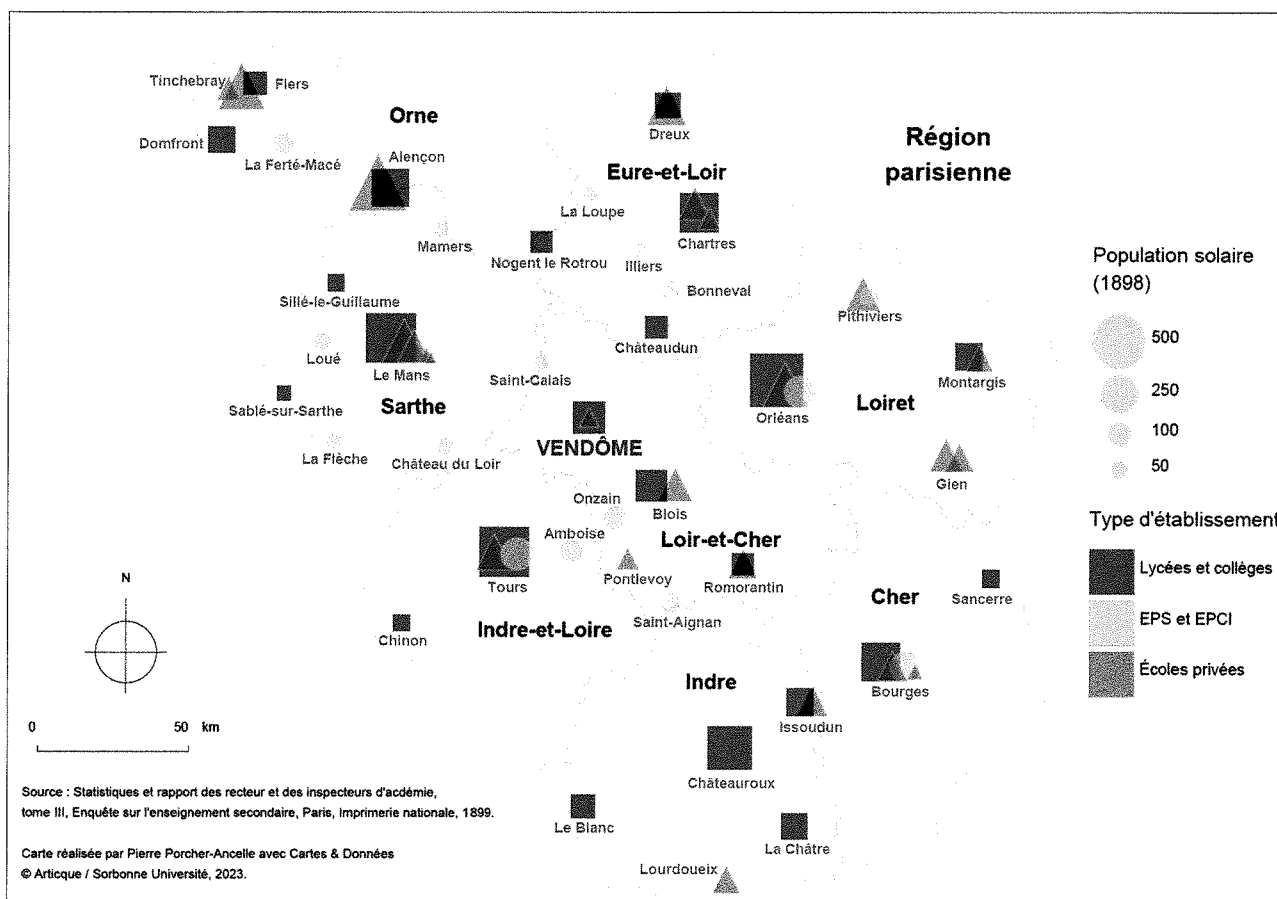 Tinchebray
Flers
Orne
Domfront
La Ferté-Macé
Alençon
Dreux
Région
parisienne
Eure-et-Loir
La Loupe
Chartres
Mamers
Nogent le Rotrou
Illiers
Bonneval
Sillé-le-Guillaume
Pithiviers
Loué
Le Mans
Châteaudun
Saint-Calais
Montargis
Sablé-sur-Sarthe
Sarthe
Orléans
Loiret
VENDÔME
La Flèche
Château du Loir
Gien
Onzain
Blois
Amboise
Loir-et-Cher
Tours
Pontlevoy
Romorantin
Cher
Sancerre
Saint-Aignan
Chinon
Indre-et-Loire
Indre
Bourges
Issoudun
Châteauroux
Le Blanc
La Châtre
Lourdoueix
Population solaire
(1898)
500
250
100
50
Type d'établissement
Lycées et collèges
EPS et EPCI
Écoles privées
N
0 50 km
Source : Statistiques et rapport des recteur et des inspecteurs d'acdémie,
tome III, Enquête sur l'enseignement secondaire, Paris, Imprimerie nationale, 1899.
Carte réalisée par Pierre Porcher-Ancelle avec Cartes & Données
© Articque / Sorbonne Université, 2023.